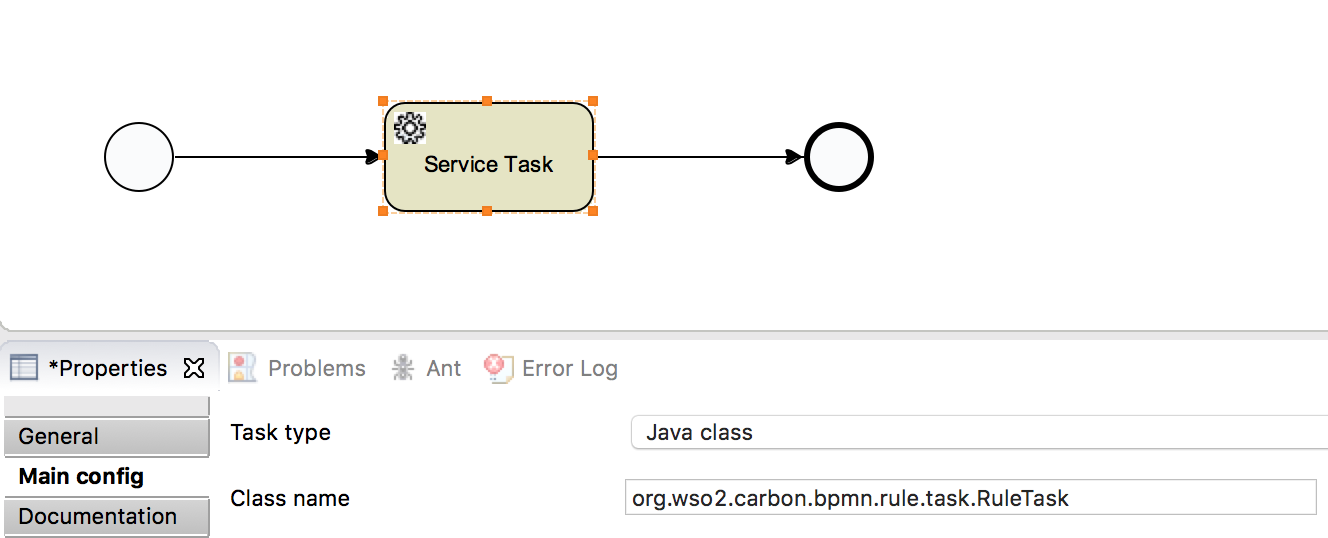 Service Task
*Properties
Problems
Ant
Error Log
General
Task type
Java class
Main config
Class name
org.wso2.carbon.bpmn.rule.task.RuleTask
Documentation